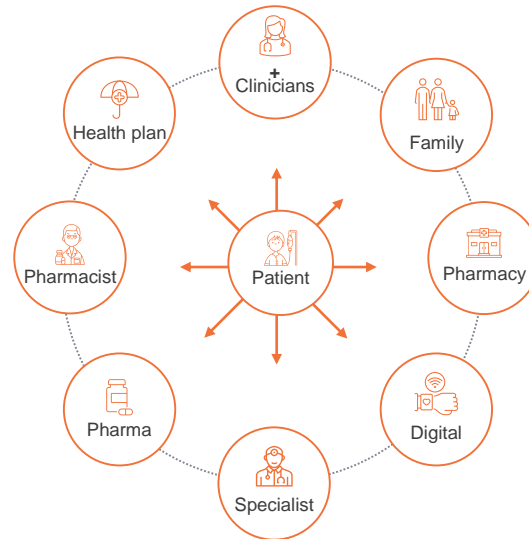 Clinicians
Health plan
Family
Pharmacist
Patient
Pharmacy
Pharma
Digital
Specialist